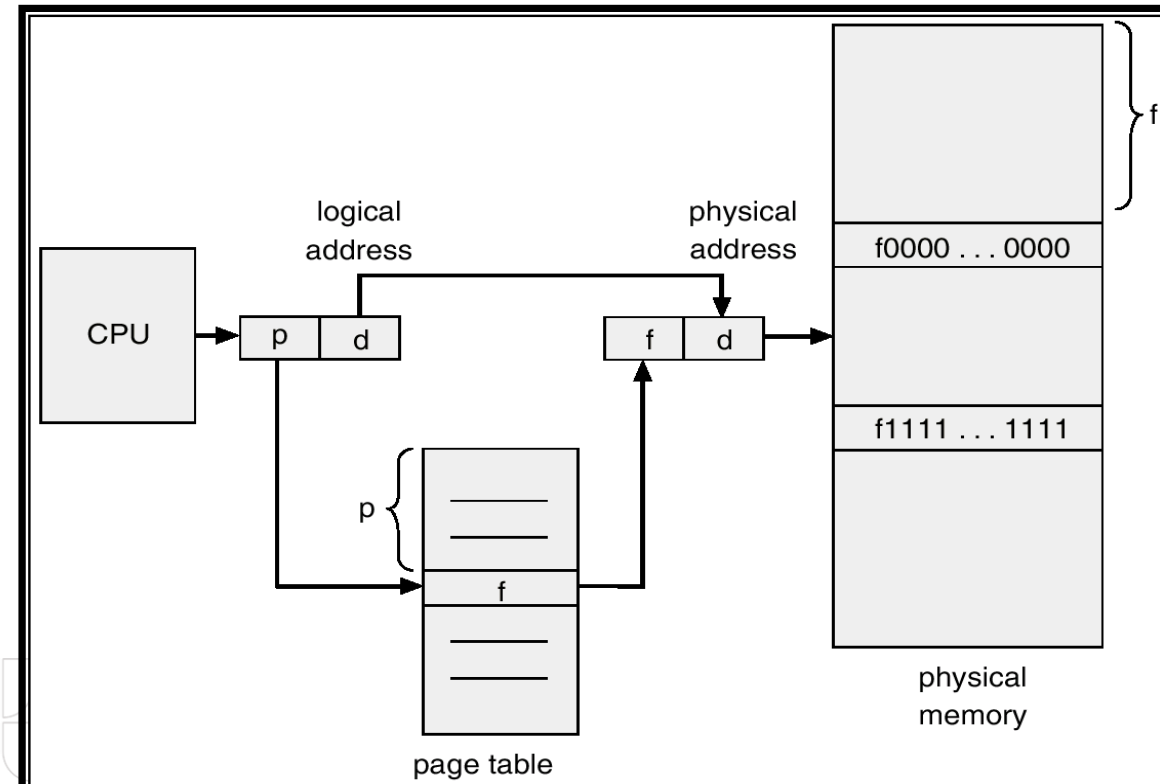 f
logical
address
physical
address
f0000 . . . 0000
CPU
p
d
f
d
f1111 . . . 1111
p
f
physical
memory
page table